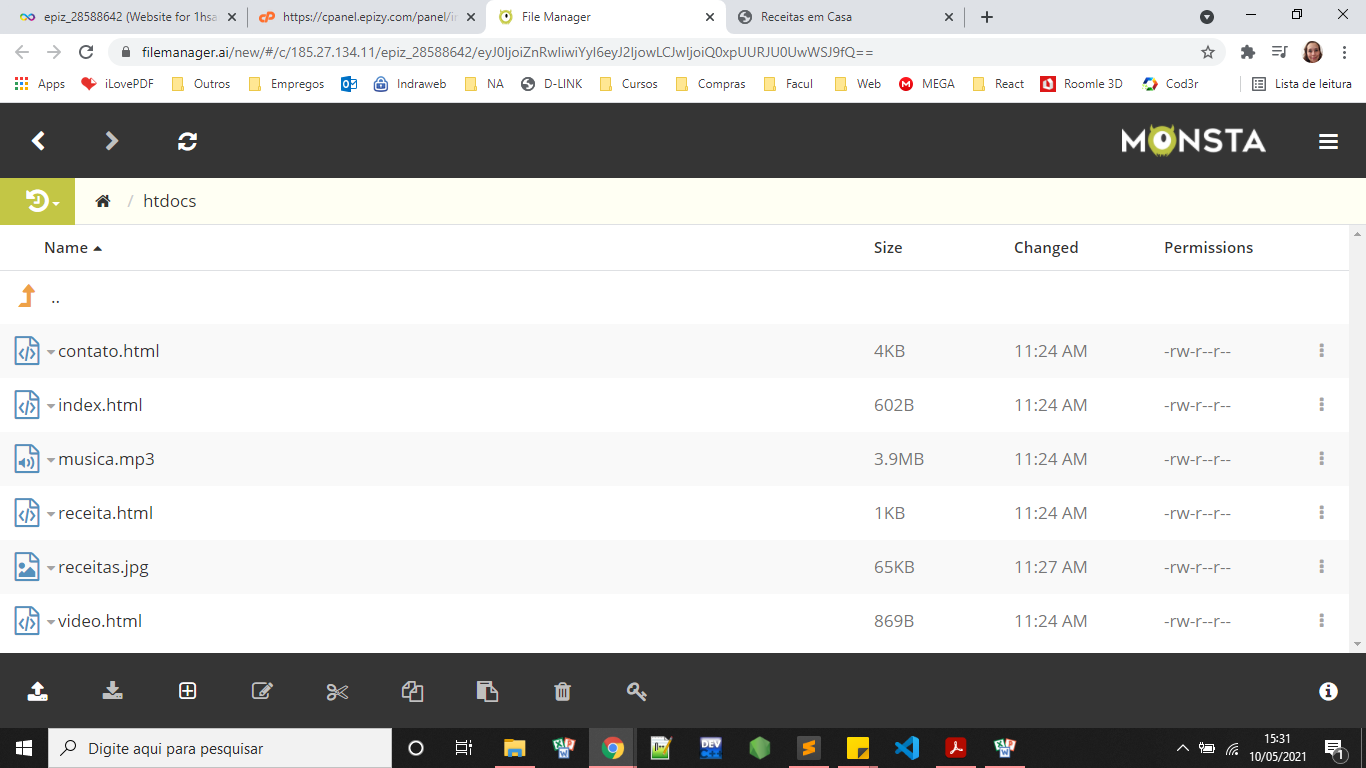 epiz_28588642 (Website for 1hsa
https://cpanel.epizy.com/panel/in
File Manager
Receitas em Casa
filemanager.ai/new/#/c/185.27.134.11/epiz_28588642/eyJ0IjoiZnRwIiwiYyI6eyJ2IjowLCJwIjoiQ0xpUURJU0UwWSJ9fQ==
Apps iLovePDF Outros Empregos Indraweb NA D-LINK Cursos Compras Facul Web MEGA React Roomle 3D Cod3r Lista de leitura
MONSTA
/ htdocs
Name Size Changed Permissions
..
contato.html 4KB 11:24 AM -rw-r--r--
index.html 602B 11:24 AM -rw-r--r--
musica.mp3 3.9MB 11:24 AM -rw-r--r--
receita.html 1KB 11:24 AM -rw-r--r--
receitas.jpg 65KB 11:27 AM -rw-r--r--
video.html 869B 11:24 AM -rw-r--r--
Digite aqui para pesquisar
DEV
15:31
10/05/2021
1